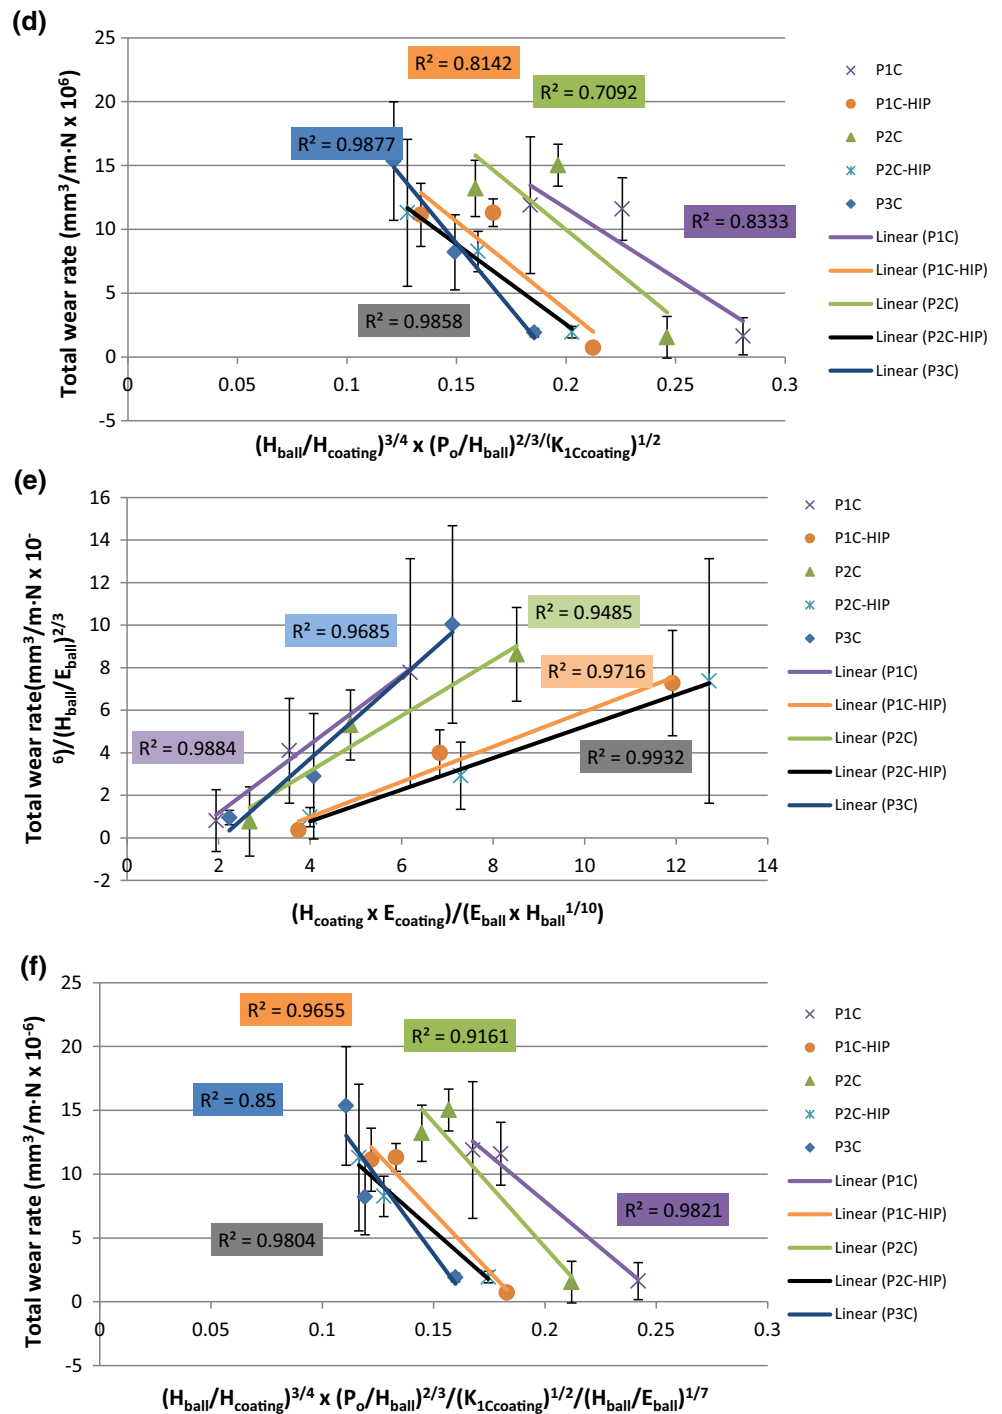 (d)
Total wear rate (mm³/m·N x 10⁶)
25
20
15
10
5
0
-5
0
0.05
0.1
0.15
0.2
0.25
0.3
R² = 0.8142
R² = 0.7092
R² = 0.9877
R² = 0.8333
R² = 0.9858
P1C
P1C-HIP
P2C
P2C-HIP
P3C
Linear (P1C)
Linear (P1C-HIP)
Linear (P2C)
Linear (P2C-HIP)
Linear (P3C)
(H_ball/H_coating)^3/4 x (P_o/H_ball)^2/3/(K_1Ccoating)^1/2
(e)
Total wear rate(mm³/m·N x 10^-
^6)/(H_ball/E_ball)^2/3
16
14
12
10
8
6
4
2
0
-2
0
2
4
6
8
10
12
14
R² = 0.9685
R² = 0.9485
R² = 0.9716
R² = 0.9884
R² = 0.9932
P1C
P1C-HIP
P2C
P2C-HIP
P3C
Linear (P1C)
Linear (P1C-HIP)
Linear (P2C)
Linear (P2C-HIP)
Linear (P3C)
(H_coating x E_coating)/(E_ball x H_ball^1/10)
(f)
Total wear rate (mm³/m·N x 10⁻⁶)
25
20
15
10
5
0
-5
0
0.05
0.1
0.15
0.2
0.25
0.3
R² = 0.9655
R² = 0.9161
R² = 0.85
R² = 0.9821
R² = 0.9804
P1C
P1C-HIP
P2C
P2C-HIP
P3C
Linear (P1C)
Linear (P1C-HIP)
Linear (P2C)
Linear (P2C-HIP)
Linear (P3C)
(H_ball/H_coating)^3/4 x (P_o/H_ball)^2/3/(K_1Ccoating)^1/2/(H_ball/E_ball)^1/7